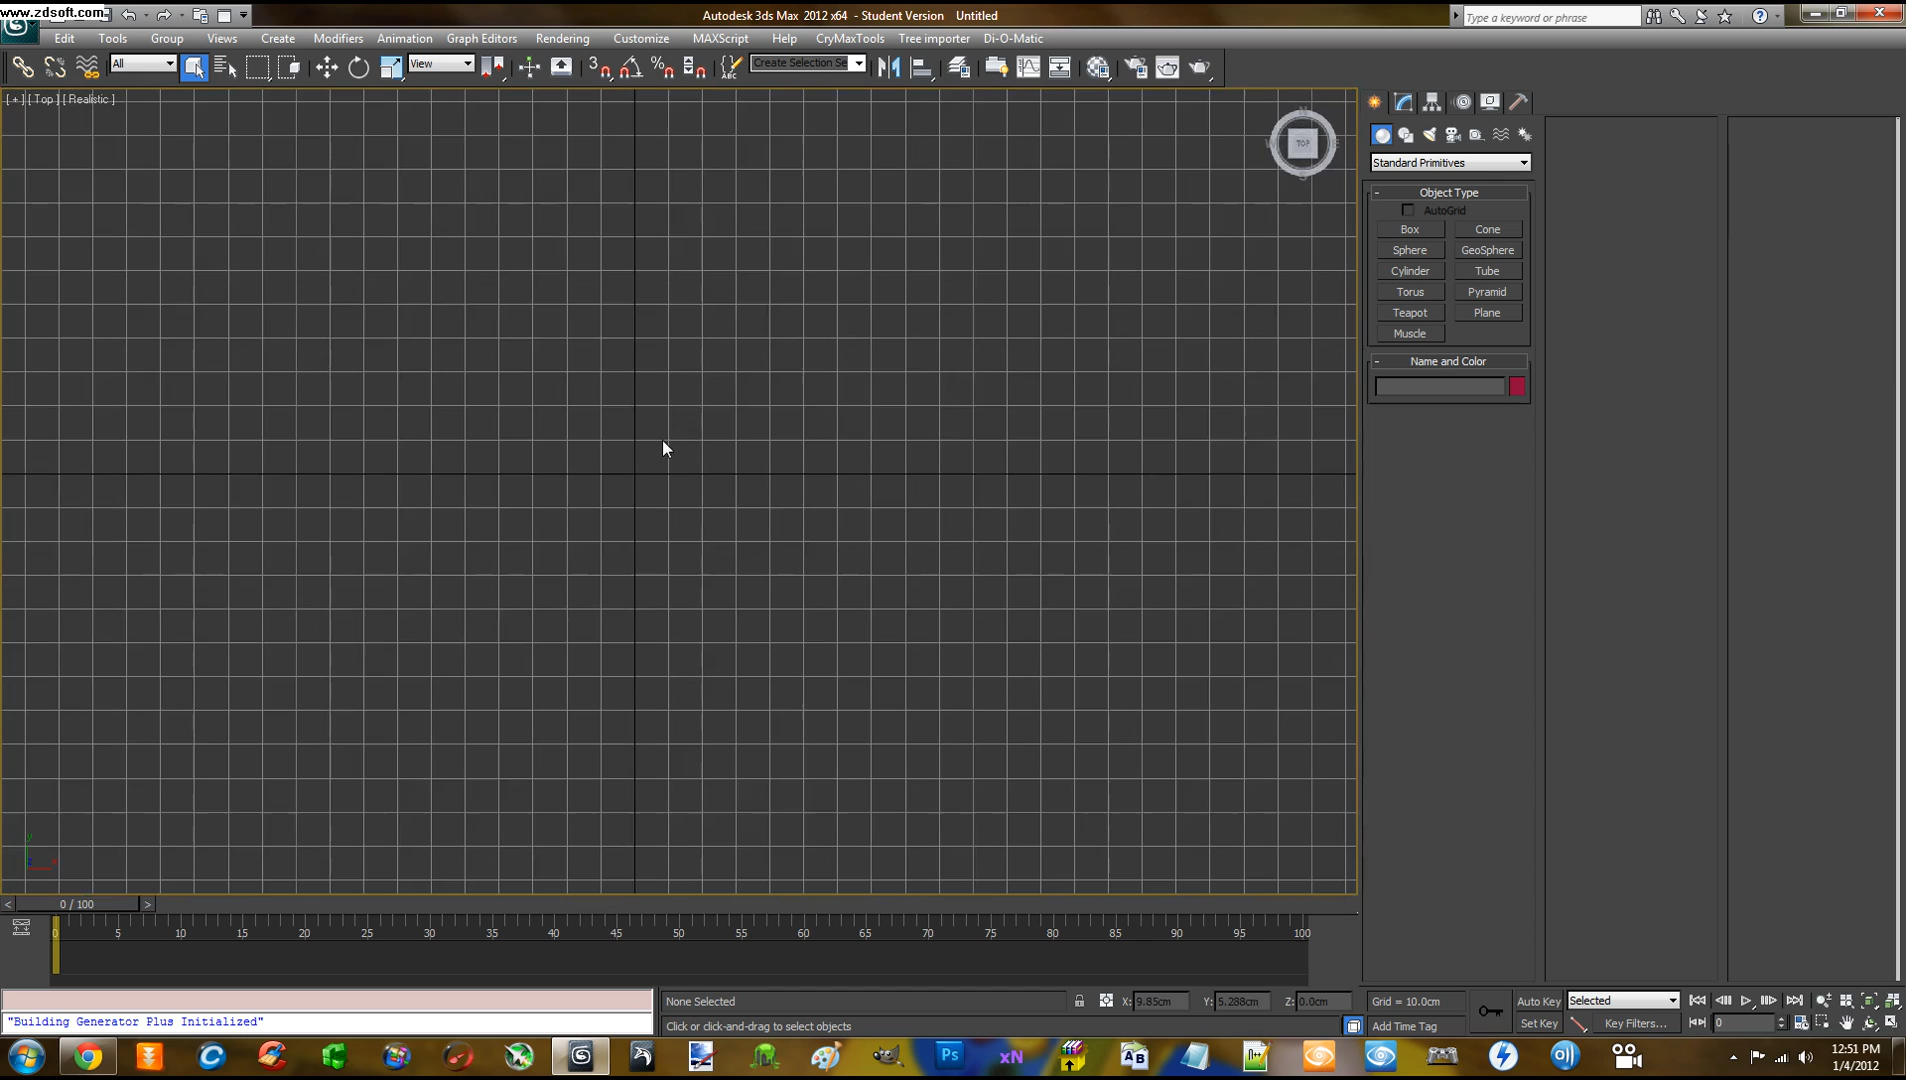 www.zdsoft.com
Autodesk 3ds Max 2012 x64 - Student Version Untitled
Type a keyword or phrase
Edit Tools Group Views Create Modifiers Animation Graph Editors Rendering Customize MAXScript Help CryMaxTools Tree importer Di-O-Matic
All View Create Selection Se
[ + ] [ Top ] [ Realistic ]
TOP
Standard Primitives
- Object Type
AutoGrid
Box Cone
Sphere GeoSphere
Cylinder Tube
Torus Pyramid
Teapot Plane
Muscle
- Name and Color
y
z x
< 0 / 100 >
0 5 10 15 20 25 30 35 40 45 50 55 60 65 70 75 80 85 90 95 100
None Selected X: 9.85cm Y: 5.288cm Z: 0.0cm Grid = 10.0cm Auto Key Selected
"Building Generator Plus Initialized" Click or click-and-drag to select objects Add Time Tag Set Key Key Filters... 0
Ps xN AB
12:51 PM
1/4/2012